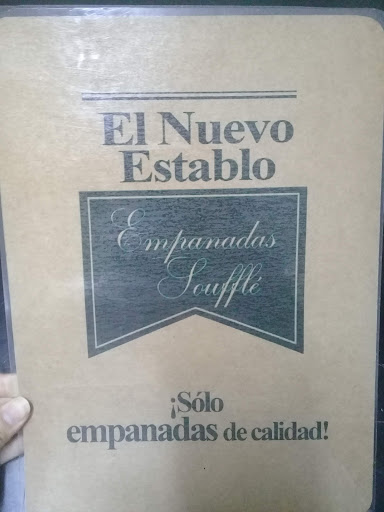 El Nuevo
Establo
Empanadas
Soufflé
¡Sólo
empanadas de calidad!